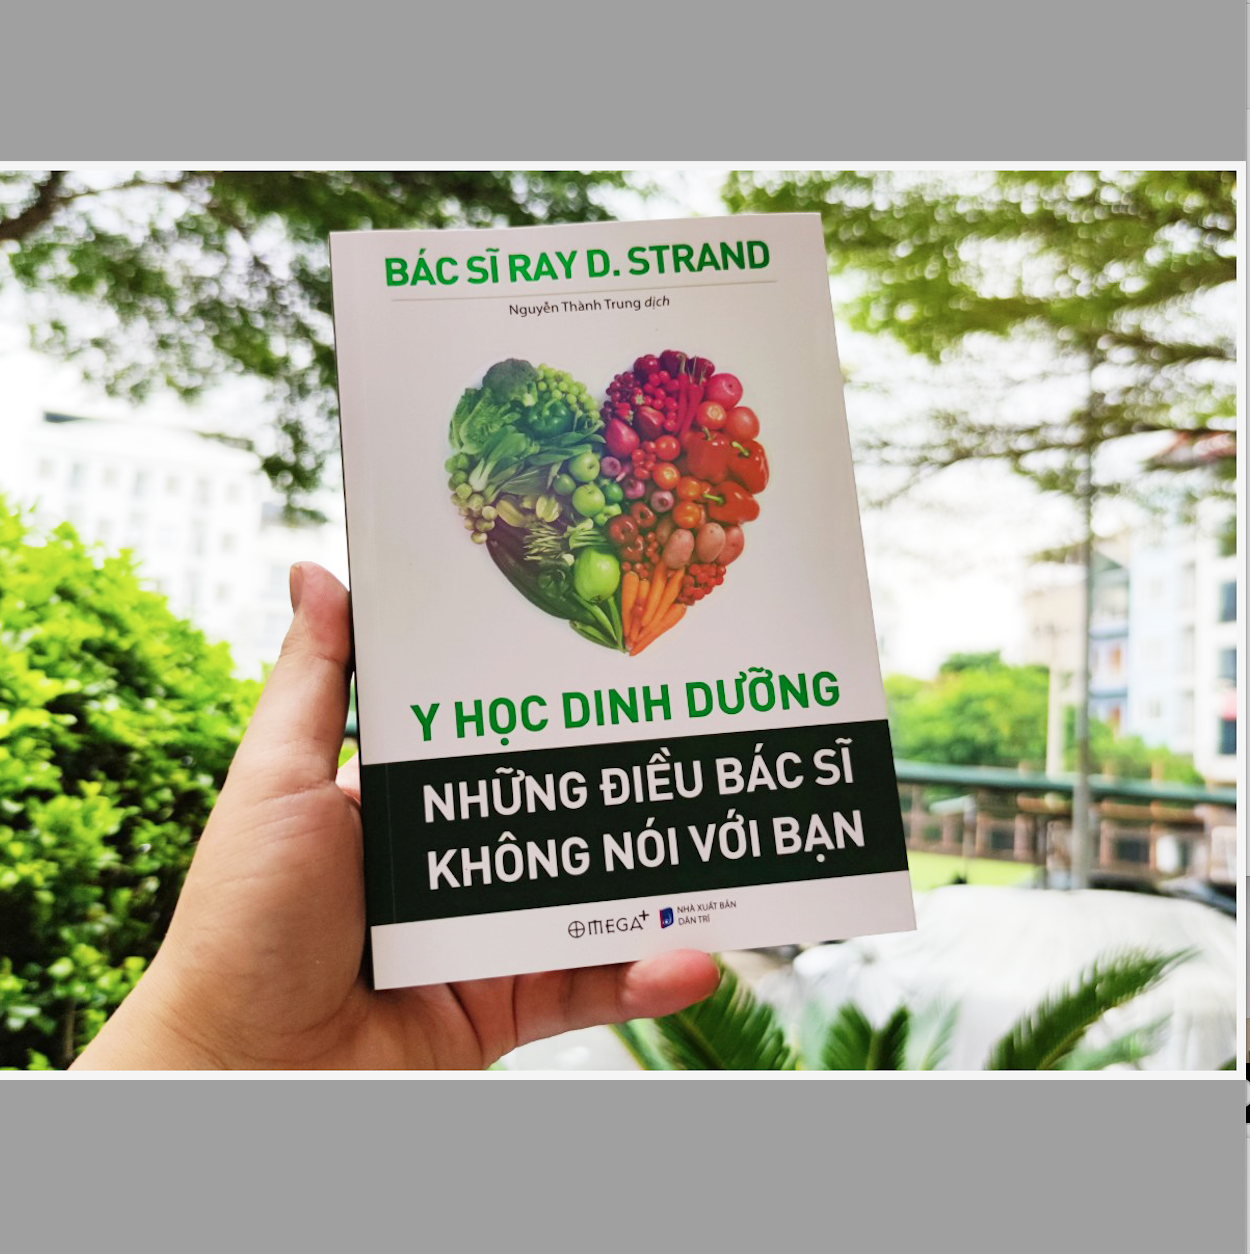 BÁC SĨ RAY D. STRAND
Nguyễn Thành Trung dịch
Y HỌC DINH DƯỠNG
NHỮNG ĐIỀU BÁC SĨ
KHÔNG NÓI VỚI BẠN
OMEGA+
NHÀ XUẤT BẢN
DÂN TRÍ